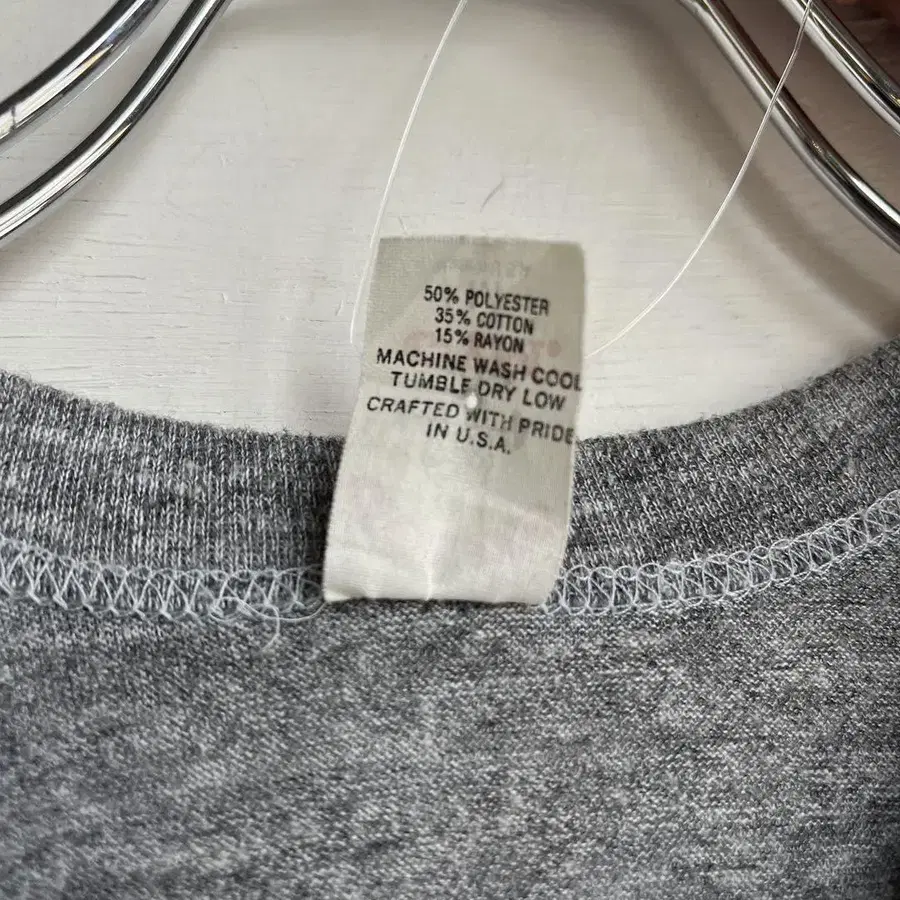 50% POLYESTER
35% COTTON
15% RAYON
MACHINE WASH COOL
TUMBLE DRY LOW
CRAFTED WITH PRIDE
IN U.S.A.